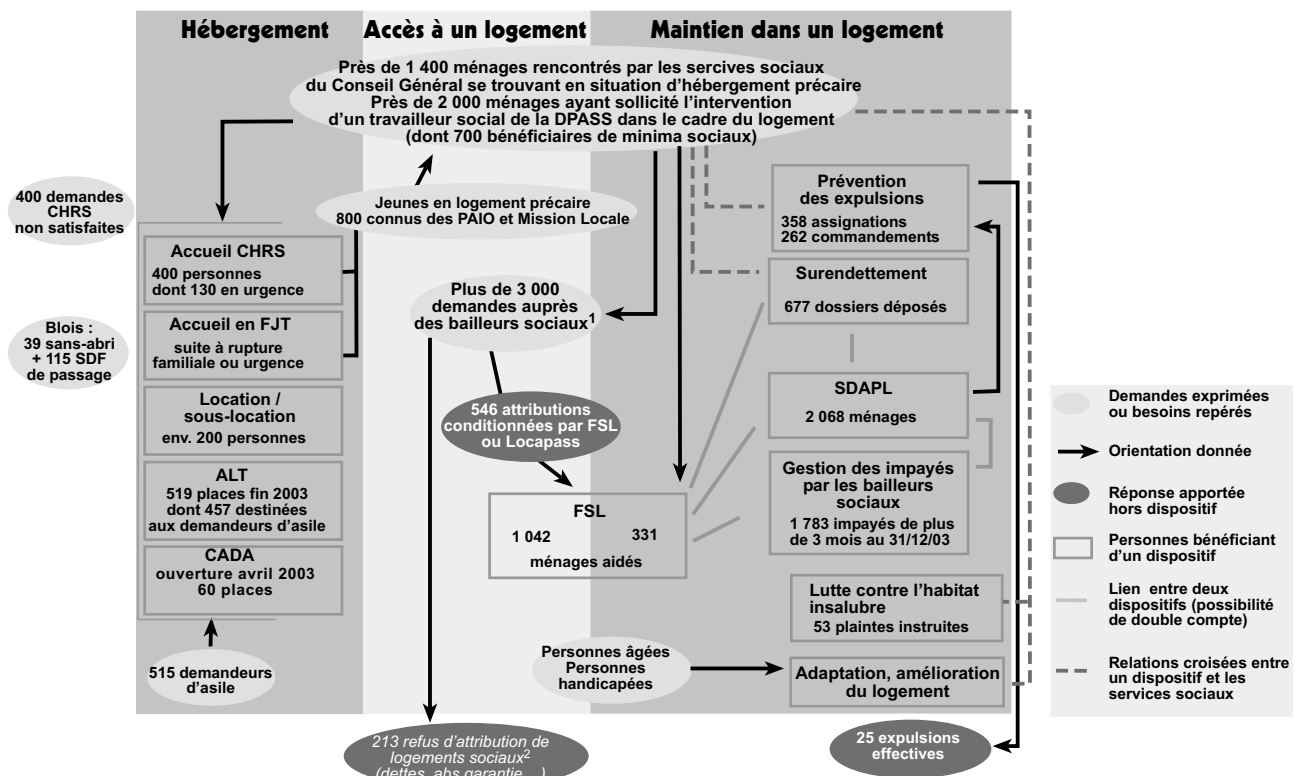 Hébergement
Accès à un logement
Maintien dans un logement
Près de 1 400 ménages rencontrés par les sercives sociaux
du Conseil Général se trouvant en situation d'hébergement précaire
Près de 2 000 ménages ayant sollicité l'intervention
d'un travailleur social de la DPASS dans le cadre du logement
(dont 700 bénéficiaires de minima sociaux)
400 demandes
CHRS
non satisfaites
Jeunes en logement précaire
800 connus des PAIO et Mission Locale
Blois :
39 sans-abri
+ 115 SDF
de passage
Accueil CHRS
400 personnes
dont 130 en urgence
Accueil en FJT
suite à rupture
familiale ou urgence
Location /
sous-location
env. 200 personnes
ALT
519 places fin 2003
dont 457 destinées
aux demandeurs d'asile
CADA
ouverture avril 2003
60 places
515 demandeurs
d'asile
Plus de 3 000
demandes auprès
des bailleurs sociaux1
546 attributions
conditionnées par FSL
ou Locapass
FSL
1 042 331
ménages aidés
213 refus d'attribution de
logements sociaux2
(dettes, abs garantie...)
Prévention
des expulsions
358 assignations
262 commandements
Surendettement
677 dossiers déposés
SDAPL
2 068 ménages
Gestion des impayés
par les bailleurs
sociaux
1 783 impayés de plus
de 3 mois au 31/12/03
Lutte contre l'habitat
insalubre
53 plaintes instruites
Personnes âgées
Personnes
handicapées
Adaptation, amélioration
du logement
25 expulsions
effectives
Demandes exprimées
ou besoins repérés
Orientation donnée
Réponse apportée
hors dispositif
Personnes bénéficiant
d'un dispositif
Lien entre deux
dispositifs (possibilité
de double compte)
Relations croisées entre
un dispositif et les
services sociaux